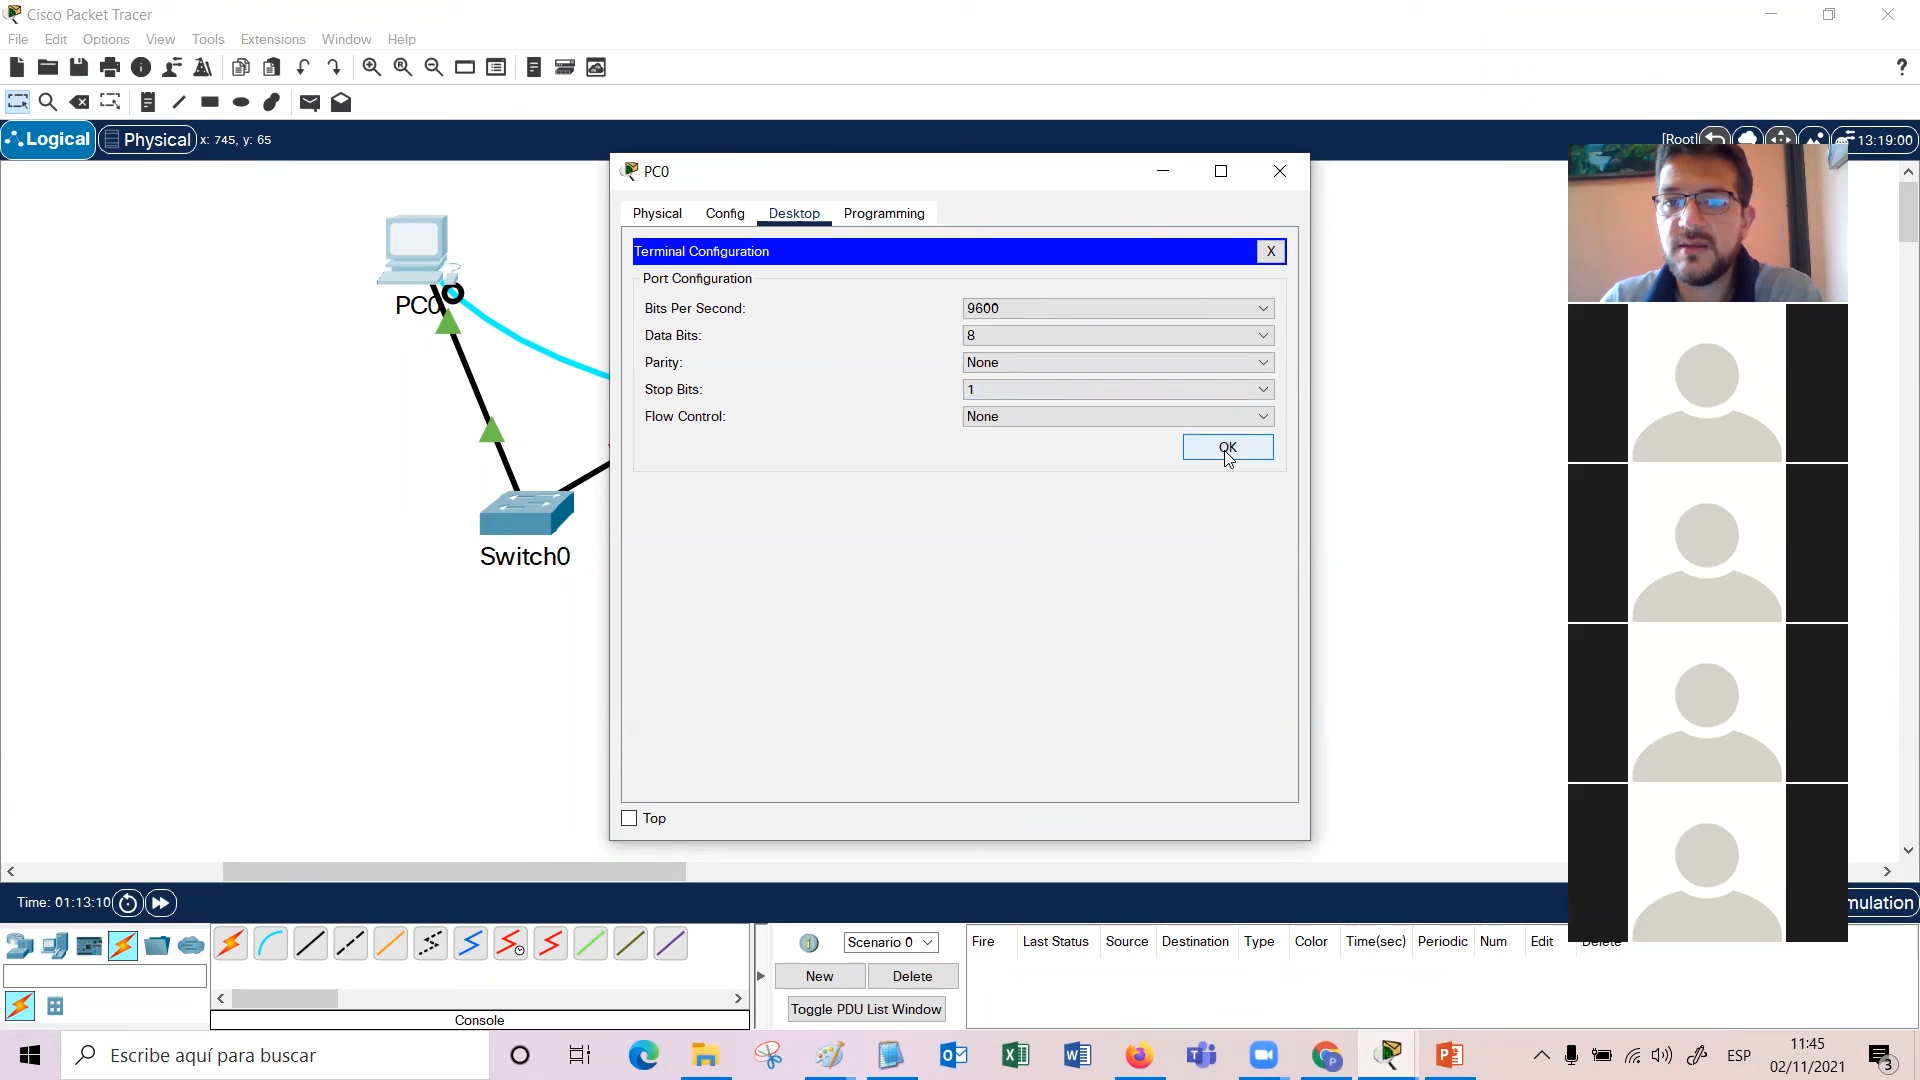 Cisco Packet Tracer
File Edit Options View Tools Extensions Window Help
?
Logical Physical x: 745, y: 65 [Root] 13:19:00
PC0
Physical Config Desktop Programming
Terminal Configuration X
Port Configuration
Bits Per Second: 9600
Data Bits: 8
Parity: None
Stop Bits: 1
Flow Control: None
OK
PC0
Switch0
Top
Time: 01:13:10 mulation
Scenario 0 Fire Last Status Source Destination Type Color Time(sec) Periodic Num Edit Delete
New Delete
Toggle PDU List Window
Console
Escribe aquí para buscar
ESP
11:45
02/11/2021
3